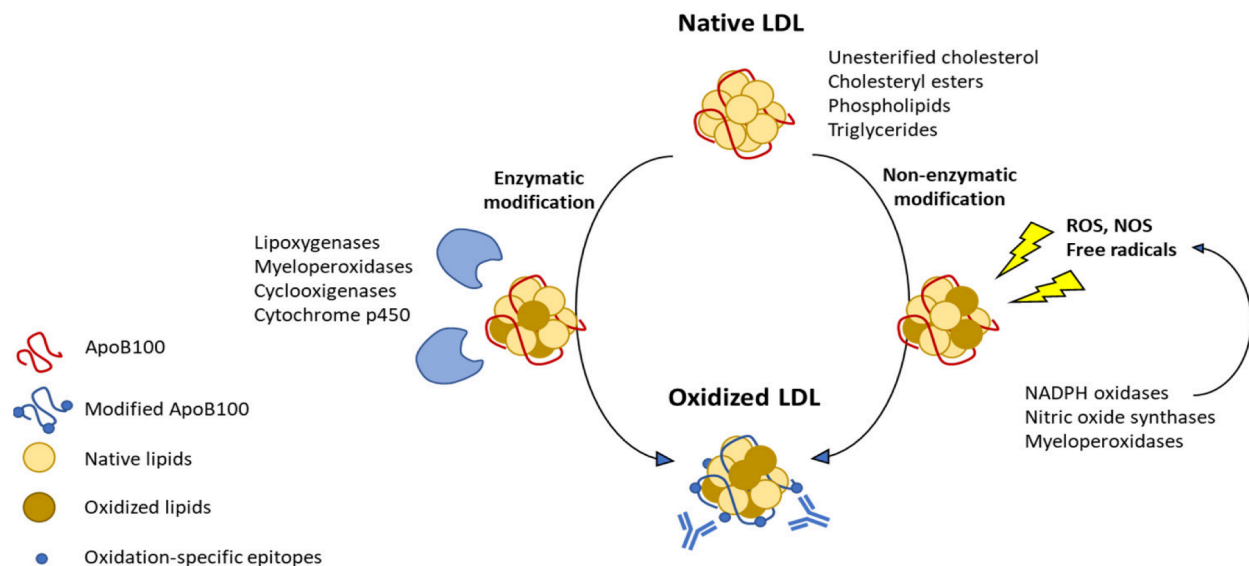 Native LDL
Unesterified cholesterol
Cholesteryl esters
Phospholipids
Triglycerides
Enzymatic
modification
Non-enzymatic
modification
Lipoxygenases
Myeloperoxidases
Cyclooxigenases
Cytochrome p450
ROS, NOS
Free radicals
NADPH oxidases
Nitric oxide synthases
Myeloperoxidases
Oxidized LDL
ApoB100
Modified ApoB100
Native lipids
Oxidized lipids
Oxidation-specific epitopes